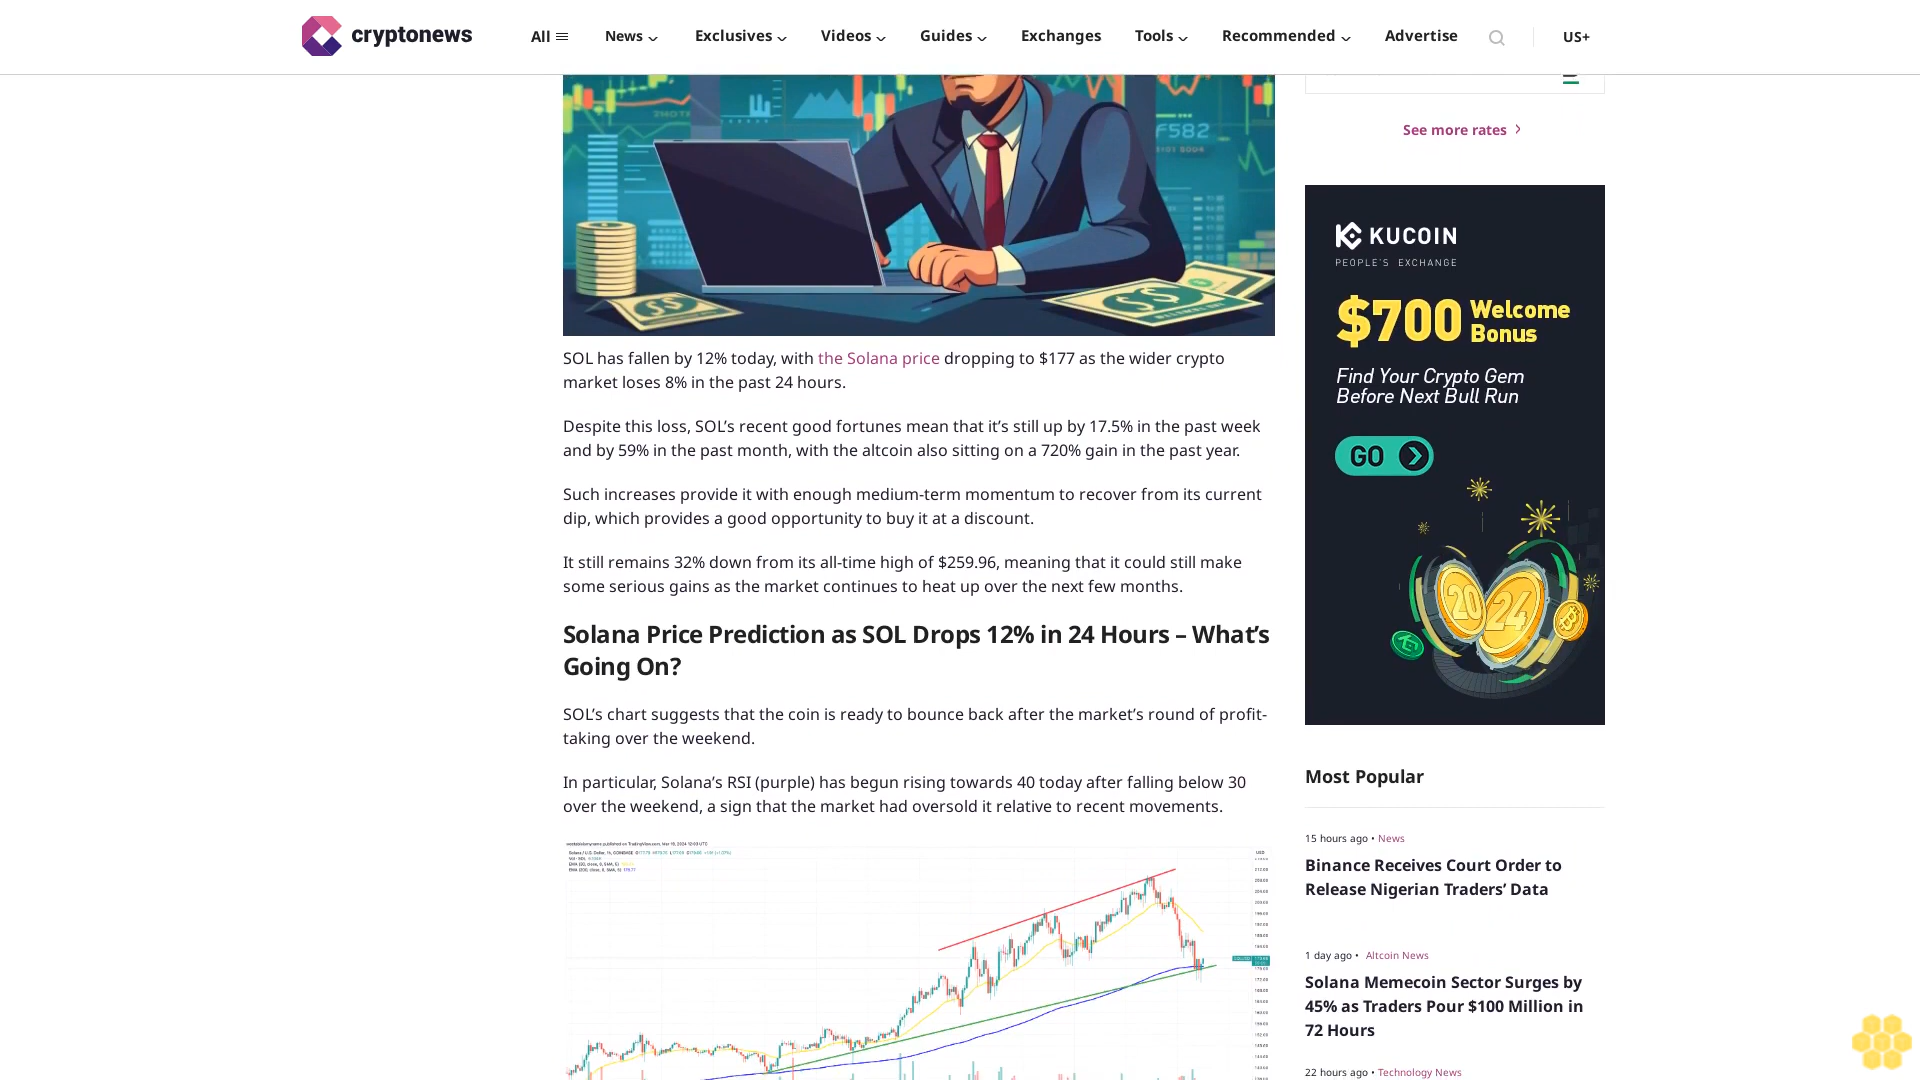 cryptonews
All
News
Exclusives
Videos
Guides
Exchanges
Tools
Recommended
Advertise
US+
See more rates
F582
KUCOIN
PEOPLE'S EXCHANGE
$700 Welcome
Bonus
Find Your Crypto Gem
Before Next Bull Run
GO
20 24
SOL has fallen by 12% today, with the Solana price dropping to $177 as the wider crypto
market loses 8% in the past 24 hours.
Despite this loss, SOL’s recent good fortunes mean that it’s still up by 17.5% in the past week
and by 59% in the past month, with the altcoin also sitting on a 720% gain in the past year.
Such increases provide it with enough medium-term momentum to recover from its current
dip, which provides a good opportunity to buy it at a discount.
It still remains 32% down from its all-time high of $259.96, meaning that it could still make
some serious gains as the market continues to heat up over the next few months.
Solana Price Prediction as SOL Drops 12% in 24 Hours – What’s
Going On?
SOL’s chart suggests that the coin is ready to bounce back after the market’s round of profit-
taking over the weekend.
In particular, Solana’s RSI (purple) has begun rising towards 40 today after falling below 30
over the weekend, a sign that the market had oversold it relative to recent movements.
Most Popular
15 hours ago • News
Binance Receives Court Order to
Release Nigerian Traders’ Data
1 day ago • Altcoin News
Solana Memecoin Sector Surges by
45% as Traders Pour $100 Million in
72 Hours
22 hours ago • Technology News